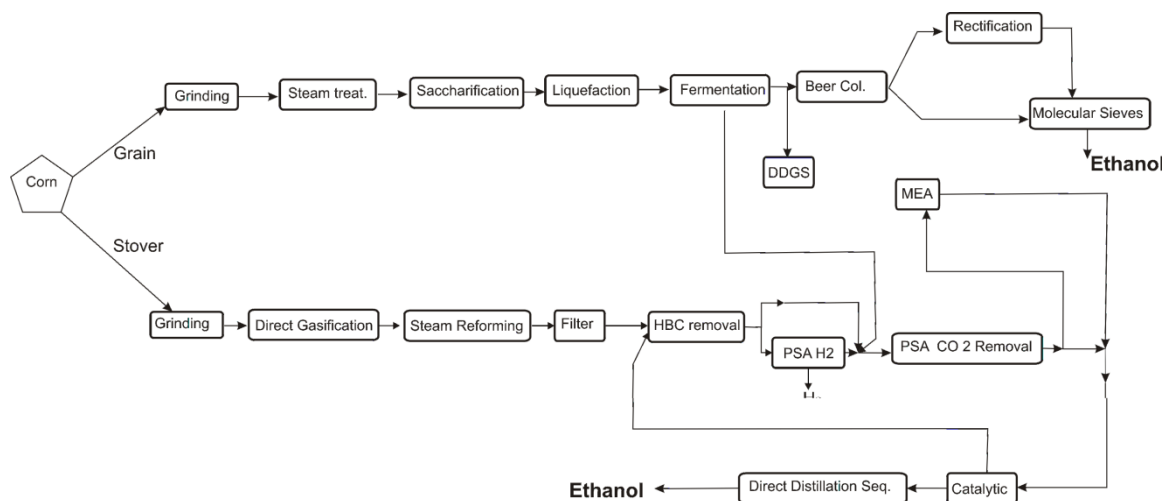 Rectification
Grinding
Steam treat.
Saccharification
Liquefaction
Fermentation
Beer Col.
Molecular Sieves
Grain
Ethanol
DDGS
Corn
MEA
Stover
Grinding
Direct Gasification
Steam Reforming
Filter
HBC removal
PSA H2
PSA CO 2 Removal
Ethanol
Direct Distillation Seq.
Catalytic